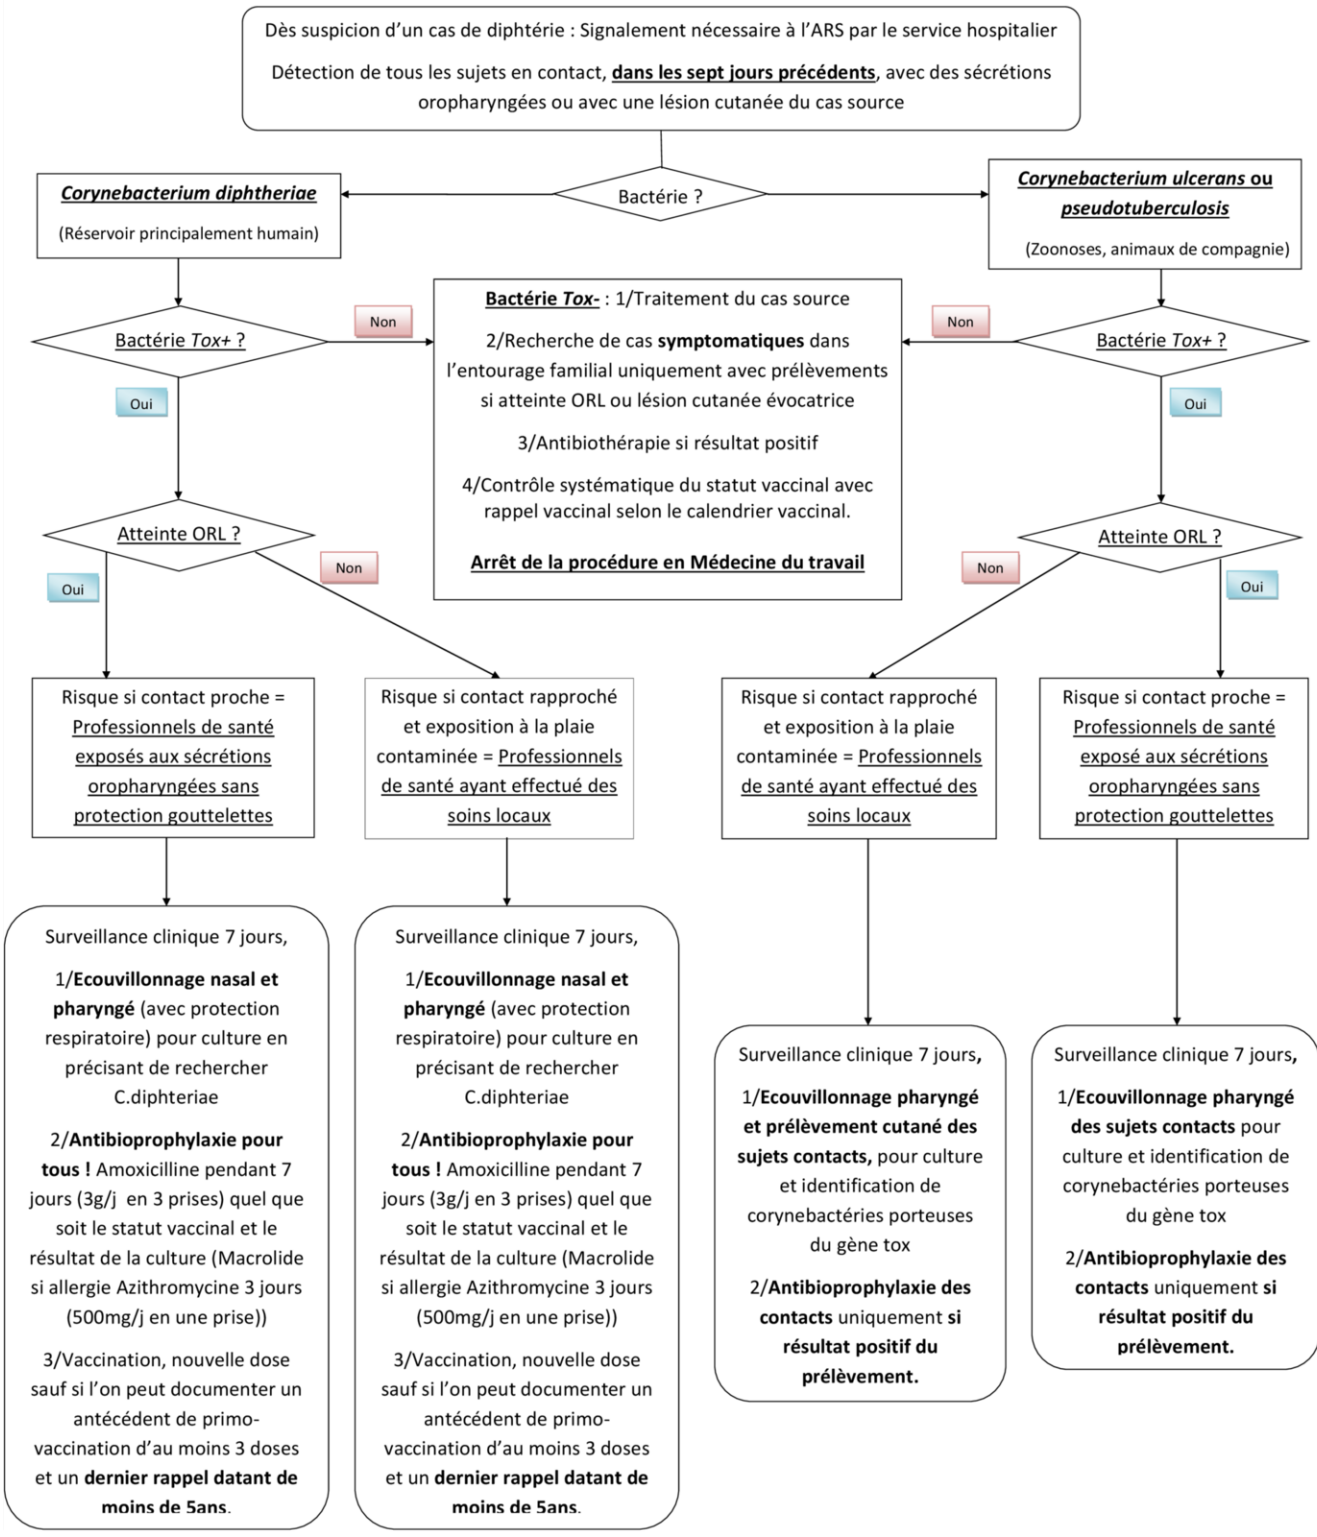 Dès suspicion d’un cas de diphtérie : Signalement nécessaire à l’ARS par le service hospitalier
Détection de tous les sujets en contact, dans les sept jours précédents, avec des sécrétions
oropharyngées ou avec une lésion cutanée du cas source
Bactérie ?
Corynebacterium diphtheriae
(Réservoir principalement humain)
Corynebacterium ulcerans ou
pseudotuberculosis
(Zoonoses, animaux de compagnie)
Bactérie Tox+ ?
Non
Oui
Bactérie Tox- : 1/Traitement du cas source
2/Recherche de cas symptomatiques dans
l’entourage familial uniquement avec prélèvements
si atteinte ORL ou lésion cutanée évocatrice
3/Antibiothérapie si résultat positif
4/Contrôle systématique du statut vaccinal avec
rappel vaccinal selon le calendrier vaccinal.
Arrêt de la procédure en Médecine du travail
Non
Bactérie Tox+ ?
Oui
Atteinte ORL ?
Oui
Non
Atteinte ORL ?
Non
Oui
Risque si contact proche =
Professionnels de santé
exposés aux sécrétions
oropharyngées sans
protection gouttelettes
Risque si contact rapproché
et exposition à la plaie
contaminée = Professionnels
de santé ayant effectué des
soins locaux
Risque si contact rapproché
et exposition à la plaie
contaminée = Professionnels
de santé ayant effectué des
soins locaux
Risque si contact proche =
Professionnels de santé
exposé aux sécrétions
oropharyngées sans
protection gouttelettes
Surveillance clinique 7 jours,
1/Ecouvillonnage nasal et
pharyngé (avec protection
respiratoire) pour culture en
précisant de rechercher
C.diphteriae
2/Antibioprophylaxie pour
tous ! Amoxicilline pendant 7
jours (3g/j en 3 prises) quel que
soit le statut vaccinal et le
résultat de la culture (Macrolide
si allergie Azithromycine 3 jours
(500mg/j en une prise))
3/Vaccination, nouvelle dose
sauf si l’on peut documenter un
antécédent de primo-
vaccination d’au moins 3 doses
et un dernier rappel datant de
moins de 5ans.
Surveillance clinique 7 jours,
1/Ecouvillonnage nasal et
pharyngé (avec protection
respiratoire) pour culture en
précisant de rechercher
C.diphteriae
2/Antibioprophylaxie pour
tous ! Amoxicilline pendant 7
jours (3g/j en 3 prises) quel que
soit le statut vaccinal et le
résultat de la culture (Macrolide
si allergie Azithromycine 3 jours
(500mg/j en une prise))
3/Vaccination, nouvelle dose
sauf si l’on peut documenter un
antécédent de primo-
vaccination d’au moins 3 doses
et un dernier rappel datant de
moins de 5ans.
Surveillance clinique 7 jours,
1/Ecouvillonnage pharyngé
et prélèvement cutané des
sujets contacts, pour culture
et identification de
corynebactéries porteuses
du gène tox
2/Antibioprophylaxie des
contacts uniquement si
résultat positif du
prélèvement.
Surveillance clinique 7 jours,
1/Ecouvillonnage pharyngé
des sujets contacts pour
culture et identification de
corynebactéries porteuses
du gène tox
2/Antibioprophylaxie des
contacts uniquement si
résultat positif du
prélèvement.